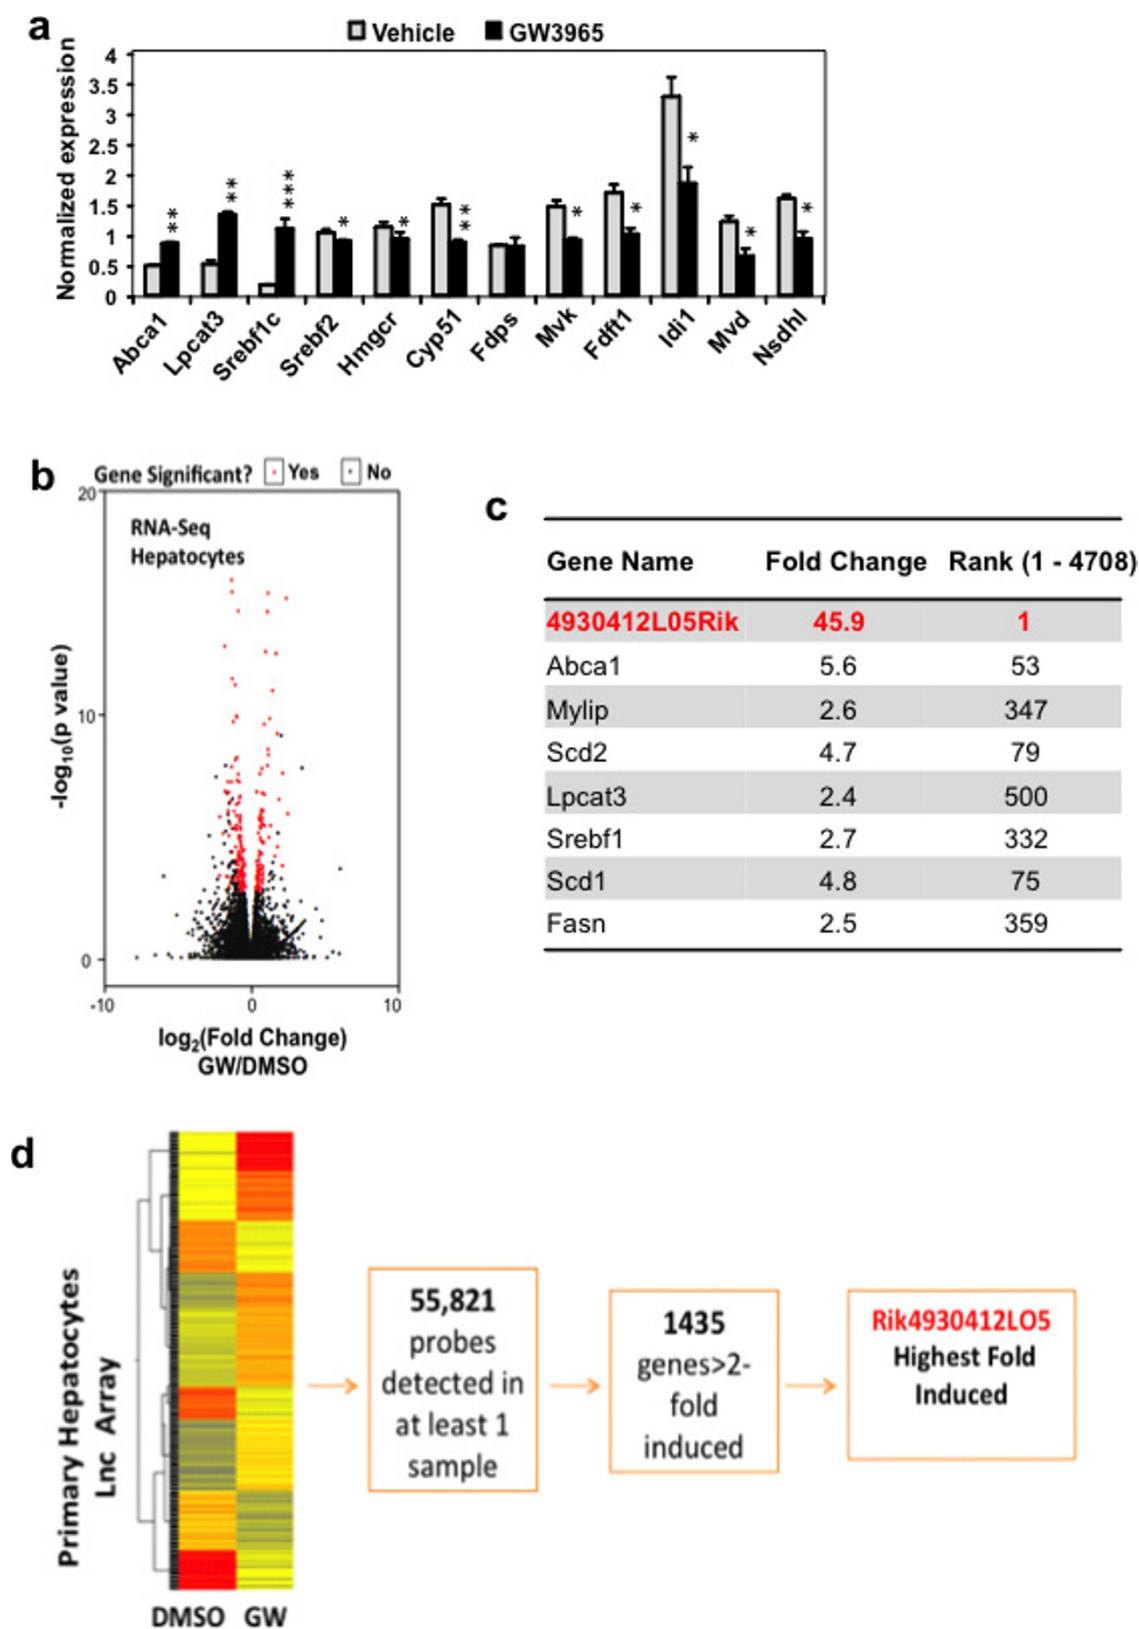 a
Vehicle GW3965
Normalized expression
4
3.5
3
2.5
2
1.5
1
0.5
0
** ** *** * * ** * * * * *
Abca1 Lpcat3 Srebf1c Srebf2 Hmgcr Cyp51 Fdps Mvk Fdft1 Idi1 Mvd Nsdhl
b
Gene Significant? Yes No
20
RNA-Seq
Hepatocytes
10
0
-log10(p value)
-10 0 10
log2(Fold Change)
GW/DMSO
c
Gene Name Fold Change Rank (1 - 4708)
4930412L05Rik 45.9 1
Abca1 5.6 53
Mylip 2.6 347
Scd2 4.7 79
Lpcat3 2.4 500
Srebf1 2.7 332
Scd1 4.8 75
Fasn 2.5 359
d
Primary Hepatocytes
Lnc Array
DMSO GW
55,821
probes
detected in
at least 1
sample
1435
genes>2-
fold
induced
Rik4930412LO5
Highest Fold
Induced